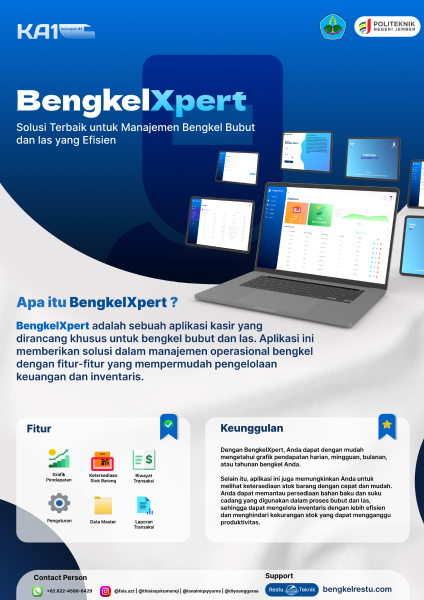 KA1
POLITEKNIK
NEGERI JEMBER
BengkelXpert
Solusi Terbaik untuk Manajemen Bengkel Bubut
dan las yang Efisien
Apa itu BengkelXpert ?
BengkelXpert adalah sebuah aplikasi kasir yang
dirancang khusus untuk bengkel bubut dan las. Aplikasi ini
memberikan solusi dalam manajemen operasional bengkel
dengan fitur-fitur yang mempermudah pengelolaan
keuangan dan inventaris.
Fitur
Grafik
Pendapatan
Ketersediaan
Stok Barang
Riwayat
Transaksi
Pengaturan
Data Master
Laporan
Transaksi
Keunggulan
Dengan BengkelXpert, Anda dapat dengan mudah
mengetahui grafik pendapatan harian, mingguan, bulanan,
atau tahunan bengkel Anda.
Selain itu, aplikasi ini juga memungkinkan Anda untuk
melihat ketersediaan stok barang dengan cepat dan mudah.
Anda dapat memantau persediaan bahan baku dan suku
cadang yang digunakan dalam proses bubut dan las,
sehingga dapat mengelola inventaris dengan lebih efisien
dan menghindari kekurangan stok yang dapat mengganggu
produktivitas.
Contact Person
+62 822-4588-6429
Support
Restu Teknik
bengkelrestu.com